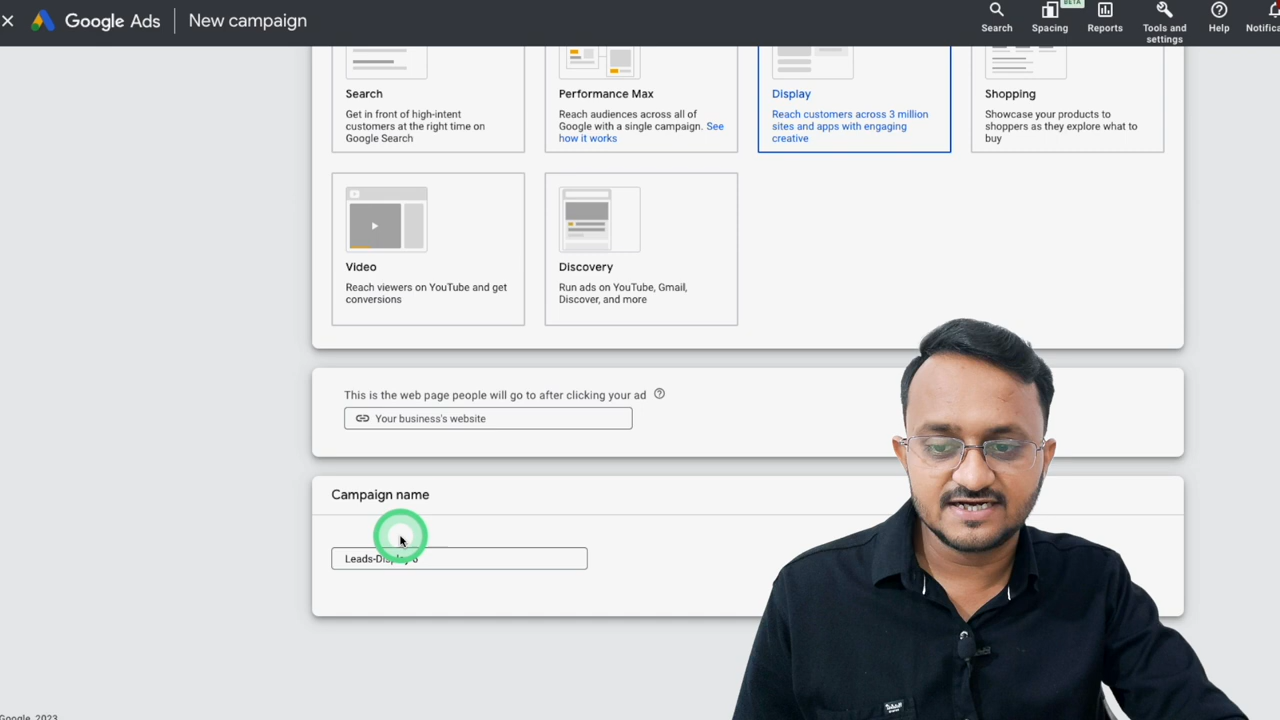 Google Ads
New campaign
BETA
Search
Spacing
Reports
Tools and
settings
Help
Search
Get in front of high-intent
customers at the right time on
Google Search
Performance Max
Reach audiences across all of
Google with a single campaign. See
how it works
Display
Reach customers across 3 million
sites and apps with engaging
creative
Shopping
Showcase your products to
shoppers as they explore what to
buy
Video
Reach viewers on YouTube and get
conversions
Discovery
Run ads on YouTube, Gmail,
Discover, and more
This is the web page people will go to after clicking your ad
Your business's website
Campaign name
Google, 2023